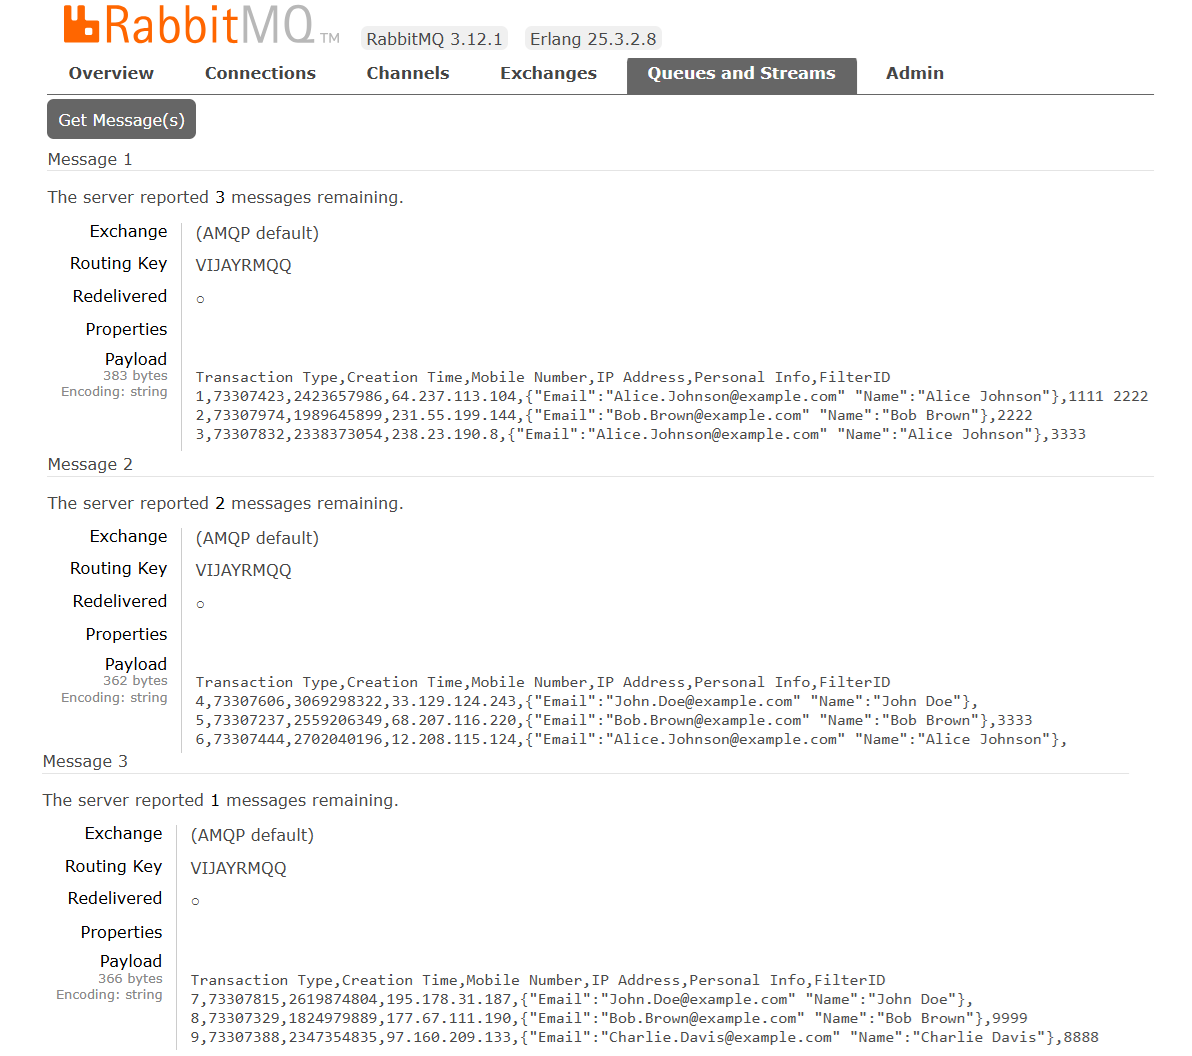 RabbitMQ TM RabbitMQ 3.12.1 Erlang 25.3.2.8
Overview Connections Channels Exchanges Queues and Streams Admin
Get Message(s)
Message 1
The server reported 3 messages remaining.
Exchange (AMQP default)
Routing Key VIJAYRMQQ
Redelivered ○
Properties
Payload
383 bytes
Encoding: string
Transaction Type,Creation Time,Mobile Number,IP Address,Personal Info,FilterID
1,73307423,2423657986,64.237.113.104,{"Email":"Alice.Johnson@example.com" "Name":"Alice Johnson"},1111 2222
2,73307974,1989645899,231.55.199.144,{"Email":"Bob.Brown@example.com" "Name":"Bob Brown"},2222
3,73307832,2338373054,238.23.190.8,{"Email":"Alice.Johnson@example.com" "Name":"Alice Johnson"},3333
Message 2
The server reported 2 messages remaining.
Exchange (AMQP default)
Routing Key VIJAYRMQQ
Redelivered ○
Properties
Payload
362 bytes
Encoding: string
Transaction Type,Creation Time,Mobile Number,IP Address,Personal Info,FilterID
4,73307606,3069298322,33.129.124.243,{"Email":"John.Doe@example.com" "Name":"John Doe"},
5,73307237,2559206349,68.207.116.220,{"Email":"Bob.Brown@example.com" "Name":"Bob Brown"},3333
6,73307444,2702040196,12.208.115.124,{"Email":"Alice.Johnson@example.com" "Name":"Alice Johnson"},
Message 3
The server reported 1 messages remaining.
Exchange (AMQP default)
Routing Key VIJAYRMQQ
Redelivered ○
Properties
Payload
366 bytes
Encoding: string
Transaction Type,Creation Time,Mobile Number,IP Address,Personal Info,FilterID
7,73307815,2619874804,195.178.31.187,{"Email":"John.Doe@example.com" "Name":"John Doe"},
8,73307329,1824979889,177.67.111.190,{"Email":"Bob.Brown@example.com" "Name":"Bob Brown"},9999
9,73307388,2347354835,97.160.209.133,{"Email":"Charlie.Davis@example.com" "Name":"Charlie Davis"},8888